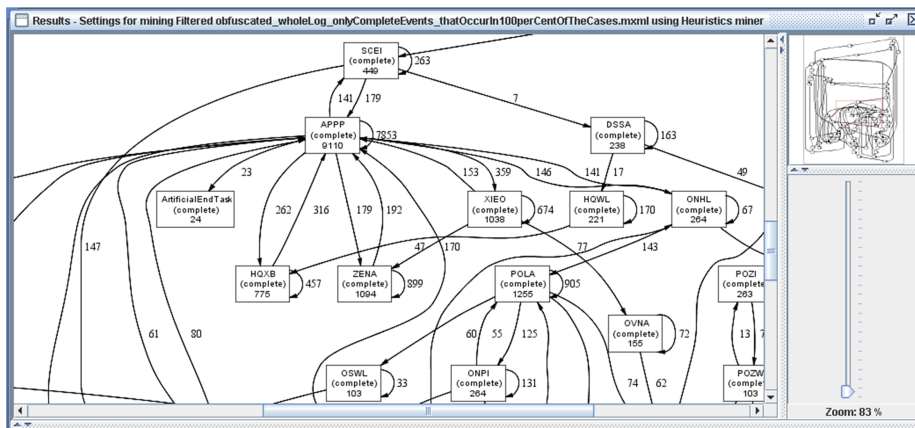 Results - Settings for mining Filtered obfuscated_wholeLog_onlyCompleteEvents_thatOccurIn100perCentOfTheCases.mxml using Heuristics miner
SCEI
(complete)
449
263
141
179
7
APPP
(complete)
9110
7853
DSSA
(complete)
238
163
23
153
359
146
141
17
49
ArtificialEndTask
(complete)
24
262
316
179
192
XIEO
(complete)
1038
674
HQWL
(complete)
221
170
ONHL
(complete)
264
67
147
47
170
77
143
HQXB
(complete)
775
457
ZENA
(complete)
1094
899
POLA
(complete)
1255
905
POZI
(complete)
263
61
80
60
55
125
OVNA
(complete)
155
72
13
7
OSWL
(complete)
103
33
ONPI
(complete)
264
131
74
62
POZW
(complete)
103
Zoom: 83 %